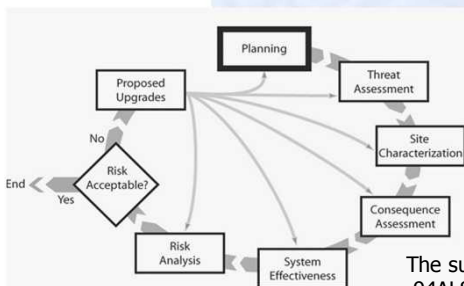 Planning
Threat
Assessment
Site
Characterization
Consequence
Assessment
System
Effectiveness
Risk
Analysis
Risk
Acceptable?
Yes
End
No
Proposed
Upgrades
The su